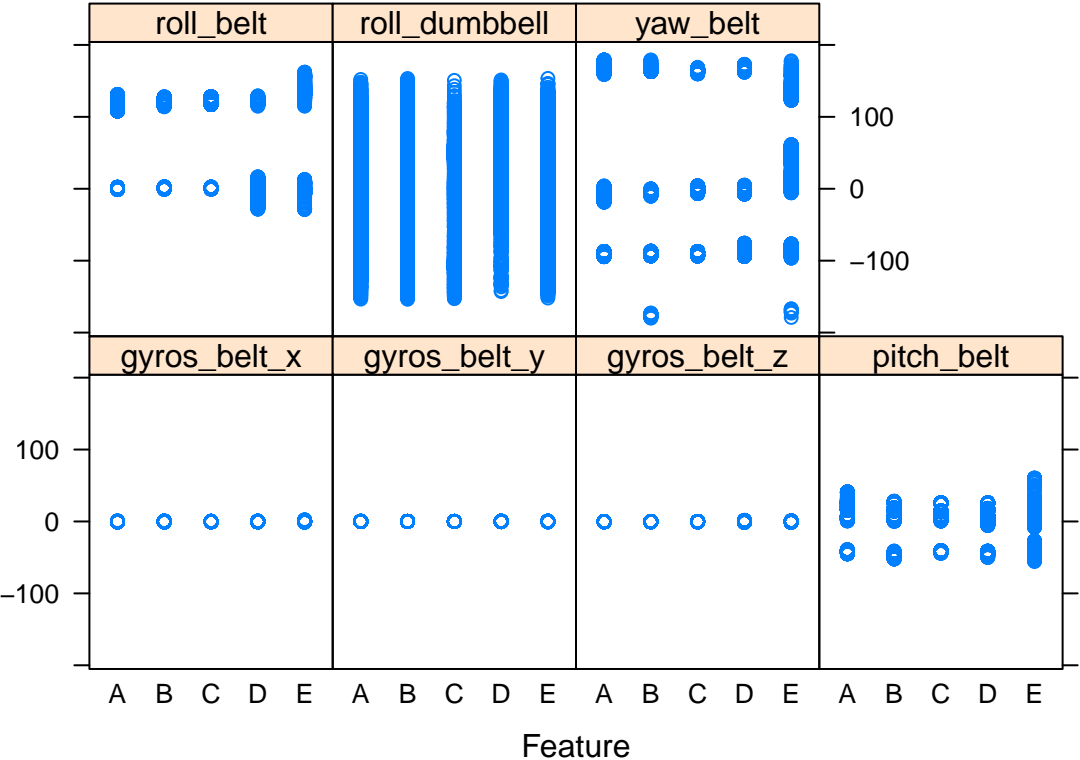 roll_belt roll_dumbbell yaw_belt
100
0
−100
gyros_belt_x gyros_belt_y gyros_belt_z pitch_belt
100
0
−100
A B C D E A B C D E A B C D E A B C D E
Feature